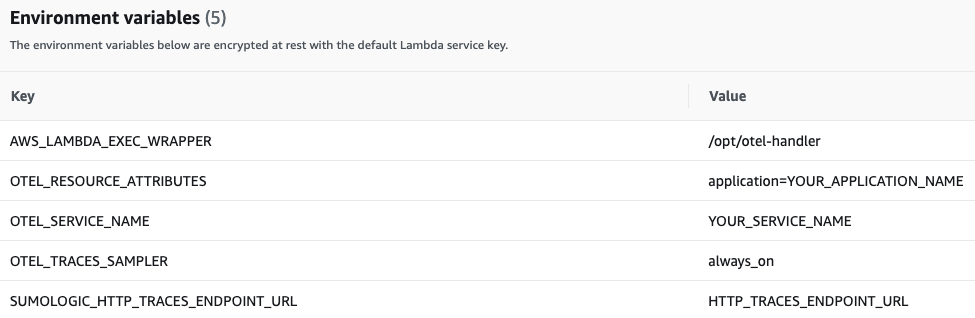 Environment variables (5)
The environment variables below are encrypted at rest with the default Lambda service key.
Key Value
AWS_LAMBDA_EXEC_WRAPPER /opt/otel-handler
OTEL_RESOURCE_ATTRIBUTES application=YOUR_APPLICATION_NAME
OTEL_SERVICE_NAME YOUR_SERVICE_NAME
OTEL_TRACES_SAMPLER always_on
SUMOLOGIC_HTTP_TRACES_ENDPOINT_URL HTTP_TRACES_ENDPOINT_URL